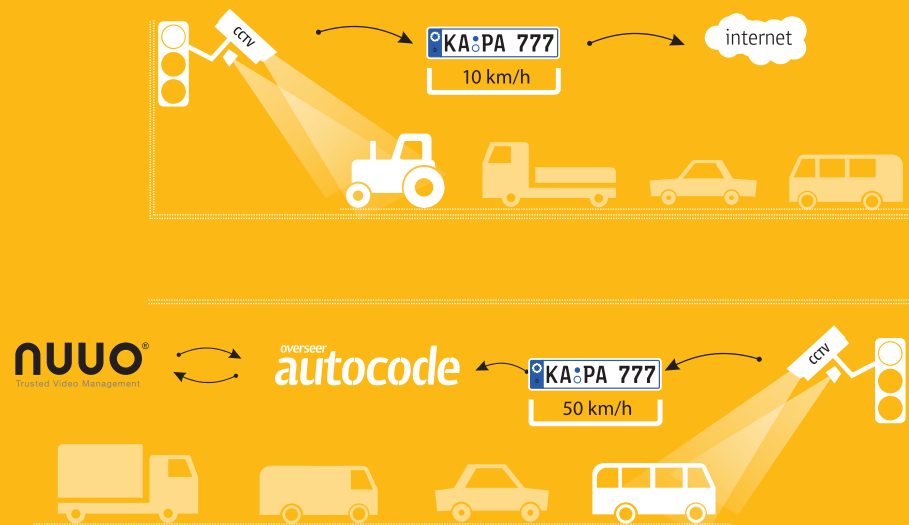 CCTV
KA PA 777
10 km/h
internet
nuuo®
Trusted Video Management
overseer
autocode
KA PA 777
50 km/h
CCTV